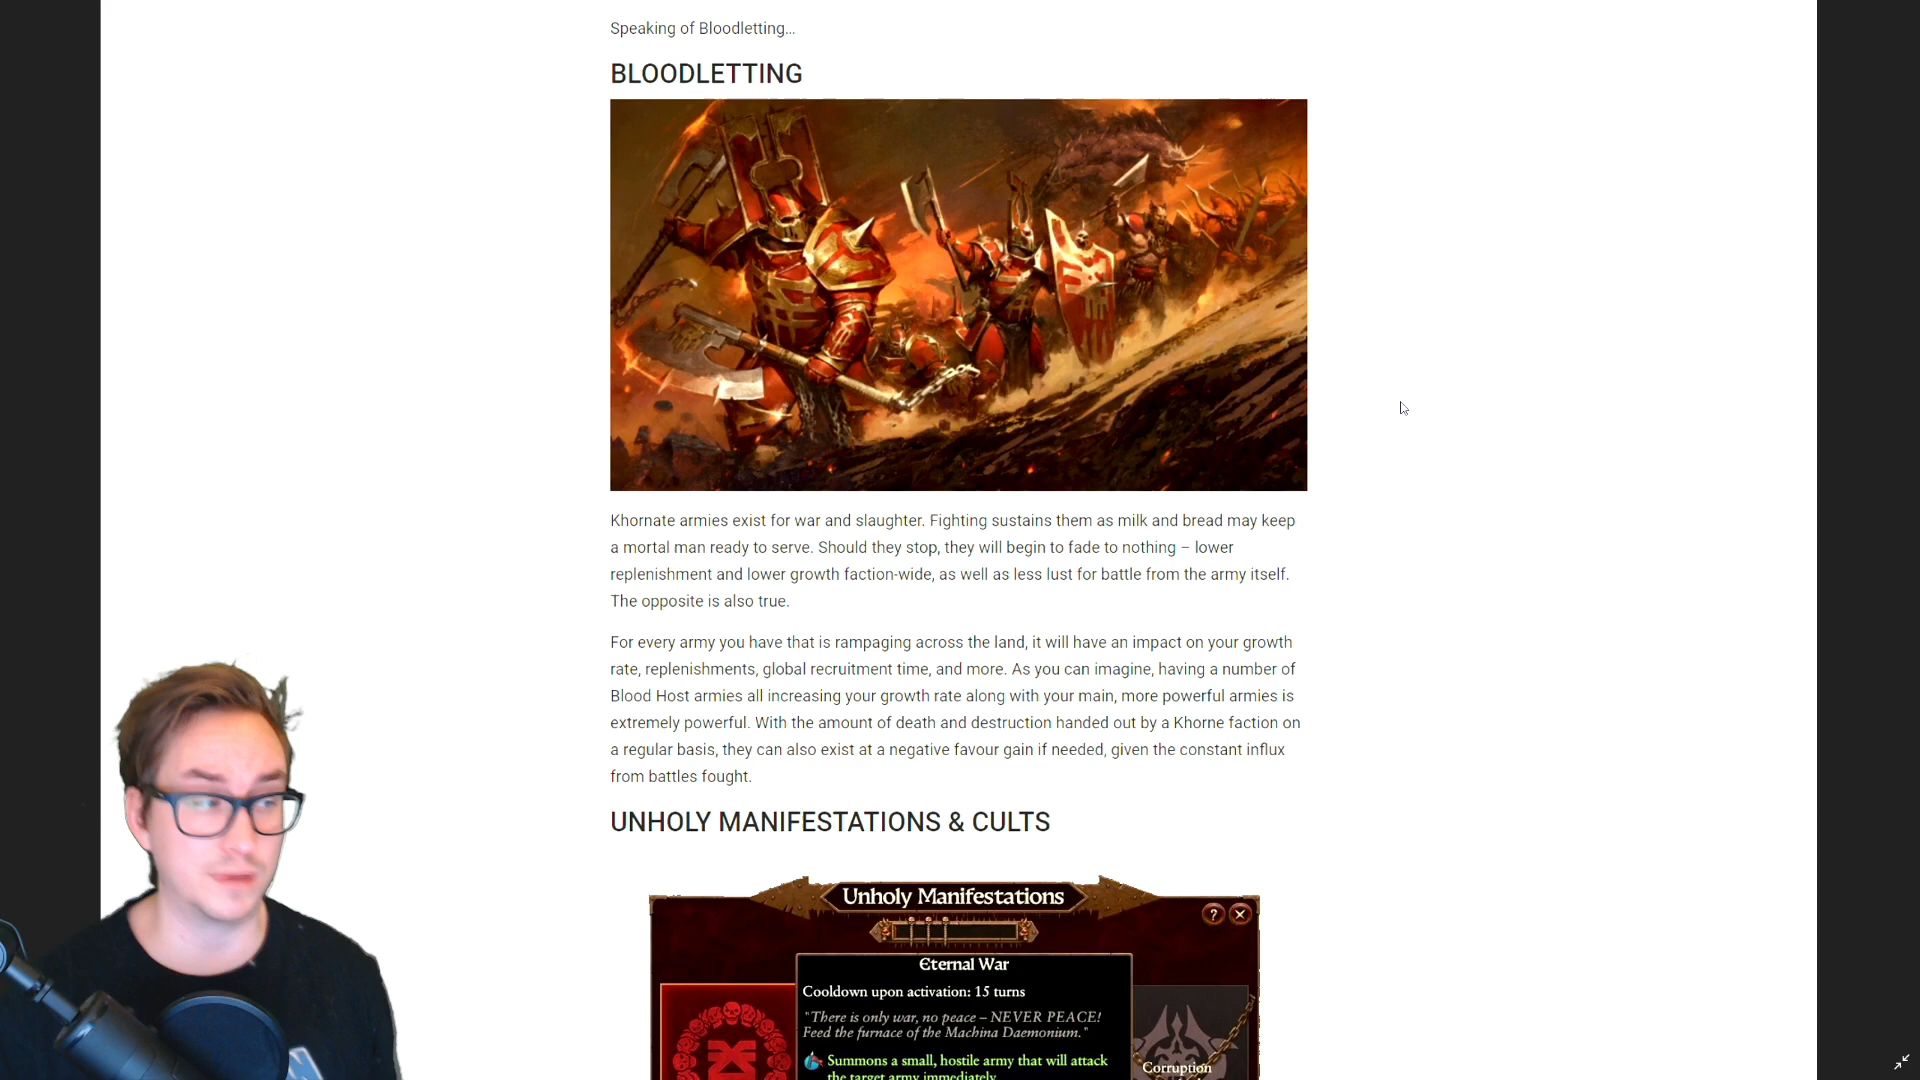 Speaking of Bloodletting…
BLOODLETTING
Khornate armies exist for war and slaughter. Fighting sustains them as milk and bread may keep
a mortal man ready to serve. Should they stop, they will begin to fade to nothing – lower
replenishment and lower growth faction-wide, as well as less lust for battle from the army itself.
The opposite is also true.
For every army you have that is rampaging across the land, it will have an impact on your growth
rate, replenishments, global recruitment time, and more. As you can imagine, having a number of
Blood Host armies all increasing your growth rate along with your main, more powerful armies is
extremely powerful. With the amount of death and destruction handed out by a Khorne faction on
a regular basis, they can also exist at a negative favour gain if needed, given the constant influx
from battles fought.
UNHOLY MANIFESTATIONS & CULTS
Unholy Manifestations
?
Eternal War
Cooldown upon activation: 15 turns
"There is only war, no peace – NEVER PEACE!
Feed the furnace of the Machina Daemonium."
Summons a small, hostile army that will attack
the target army immediately
Corruption